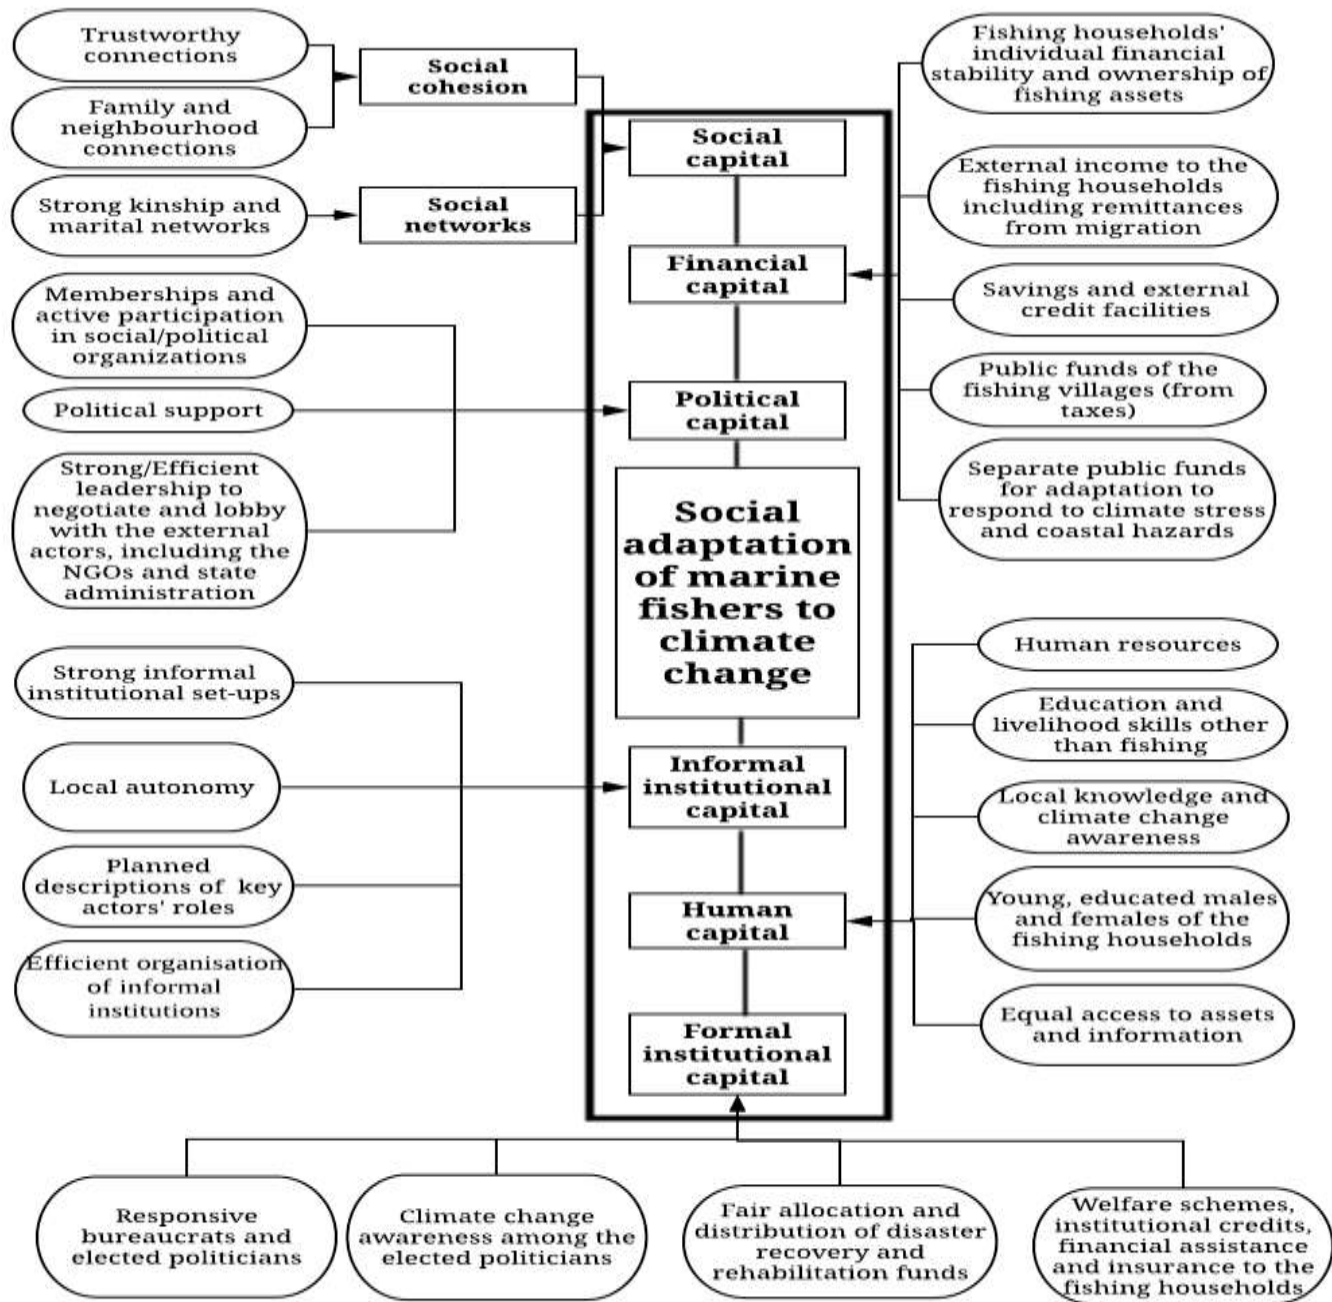 Trustworthy
connections
Family and
neighbourhood
connections
Strong kinship and
marital networks
Social
cohesion
Social
networks
Memberships and
active participation
in social/political
organizations
Political support
Strong/Efficient
leadership to
negotiate and lobby
with the external
actors, including the
NGOs and state
administration
Strong informal
institutional set-ups
Local autonomy
Planned
descriptions of key
actors' roles
Efficient organisation
of informal
institutions
Social
capital
Financial
capital
Political
capital
Social
adaptation
of marine
fishers to
climate
change
Informal
institutional
capital
Human
capital
Formal
institutional
capital
Fishing households'
individual financial
stability and ownership of
fishing assets
External income to the
fishing households
including remittances
from migration
Savings and external
credit facilities
Public funds of the
fishing villages (from
taxes)
Separate public funds
for adaptation to
respond to climate stress
and coastal hazards
Human resources
Education and
livelihood skills other
than fishing
Local knowledge and
climate change
awareness
Young, educated males
and females of the
fishing households
Equal access to assets
and information
Responsive
bureaucrats and
elected politicians
Climate change
awareness among the
elected politicians
Fair allocation and
distribution of disaster
recovery and
rehabilitation funds
Welfare schemes,
institutional credits,
financial assistance
and insurance to the
fishing households